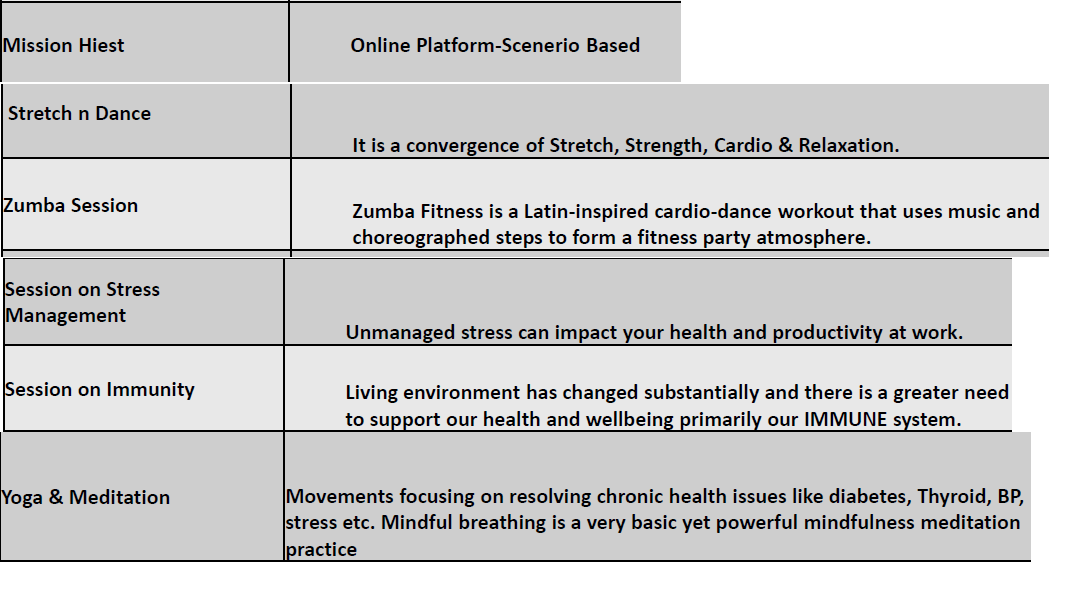 Mission Hiest
Online Platform-Scenerio Based
Stretch n Dance
It is a convergence of Stretch, Strength, Cardio & Relaxation.
Zumba Session
Zumba Fitness is a Latin-inspired cardio-dance workout that uses music and
choreographed steps to form a fitness party atmosphere.
Session on Stress
Management
Unmanaged stress can impact your health and productivity at work.
Session on Immunity
Living environment has changed substantially and there is a greater need
to support our health and wellbeing primarily our IMMUNE system.
Yoga & Meditation
Movements focusing on resolving chronic health issues like diabetes, Thyroid, BP,
stress etc. Mindful breathing is a very basic yet powerful mindfulness meditation
practice